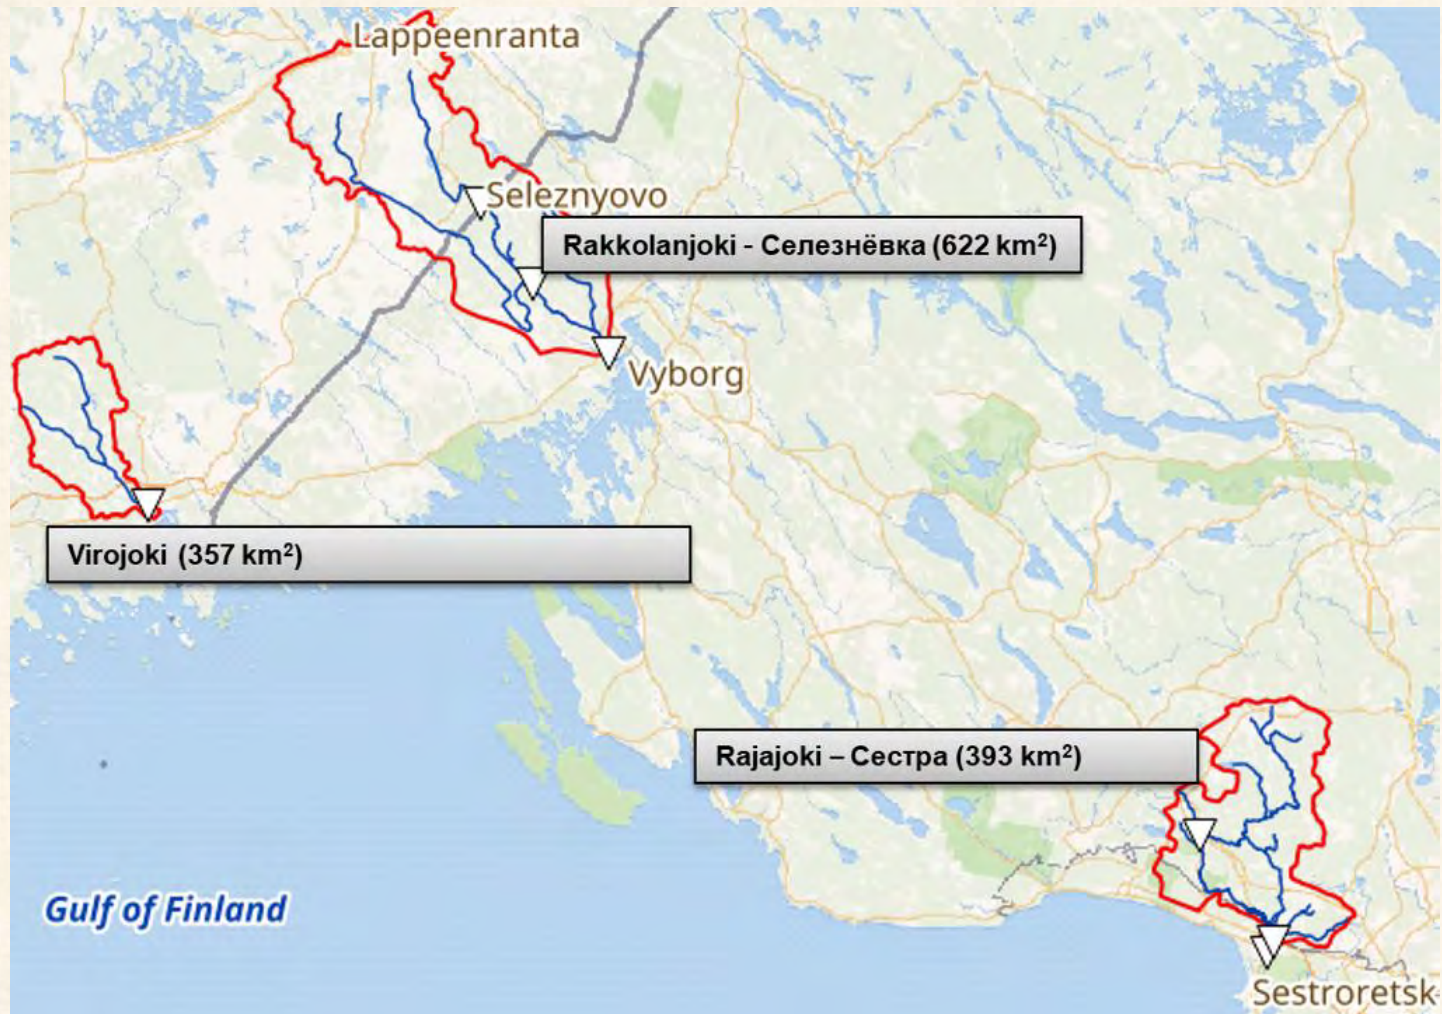 Lappeenranta
Seleznyovo
Rakkolanjoki - Селезнёвка (622 km²)
Vyborg
Virojoki (357 km²)
Rajajoki – Сестра (393 km²)
Gulf of Finland
Sestroretsk